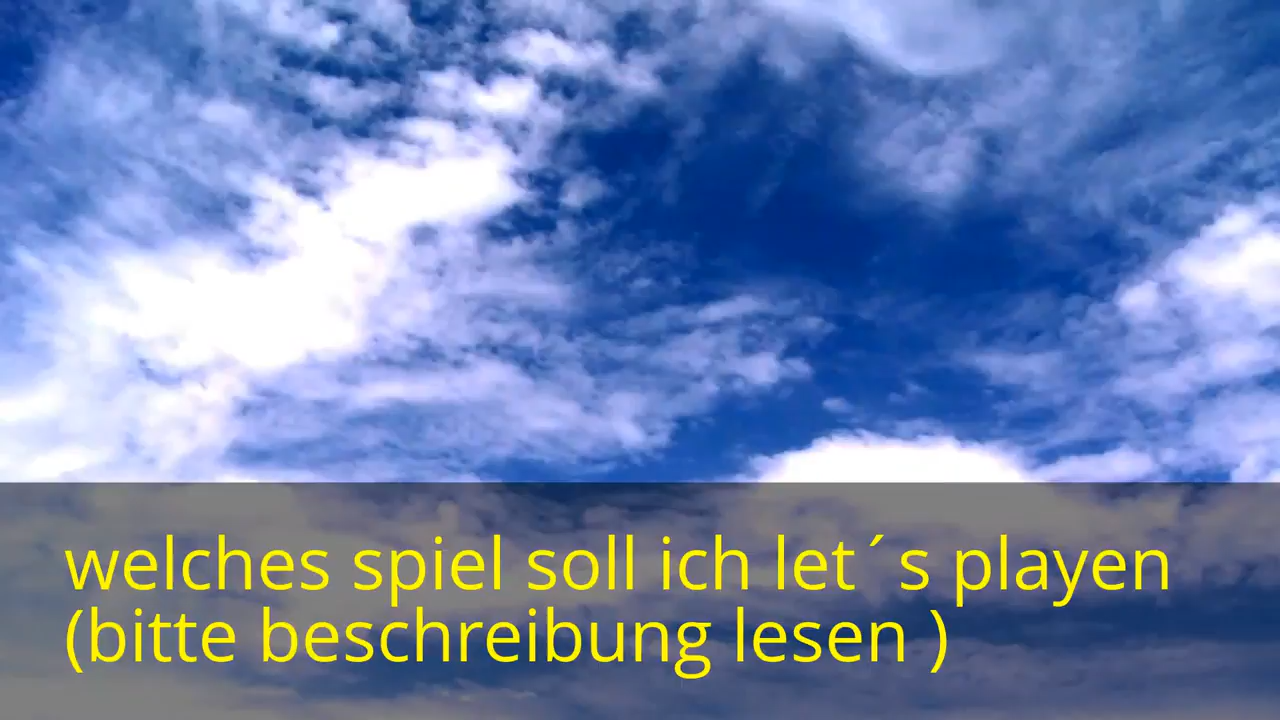 welches spiel soll ich let´s playen
(bitte beschreibung lesen )